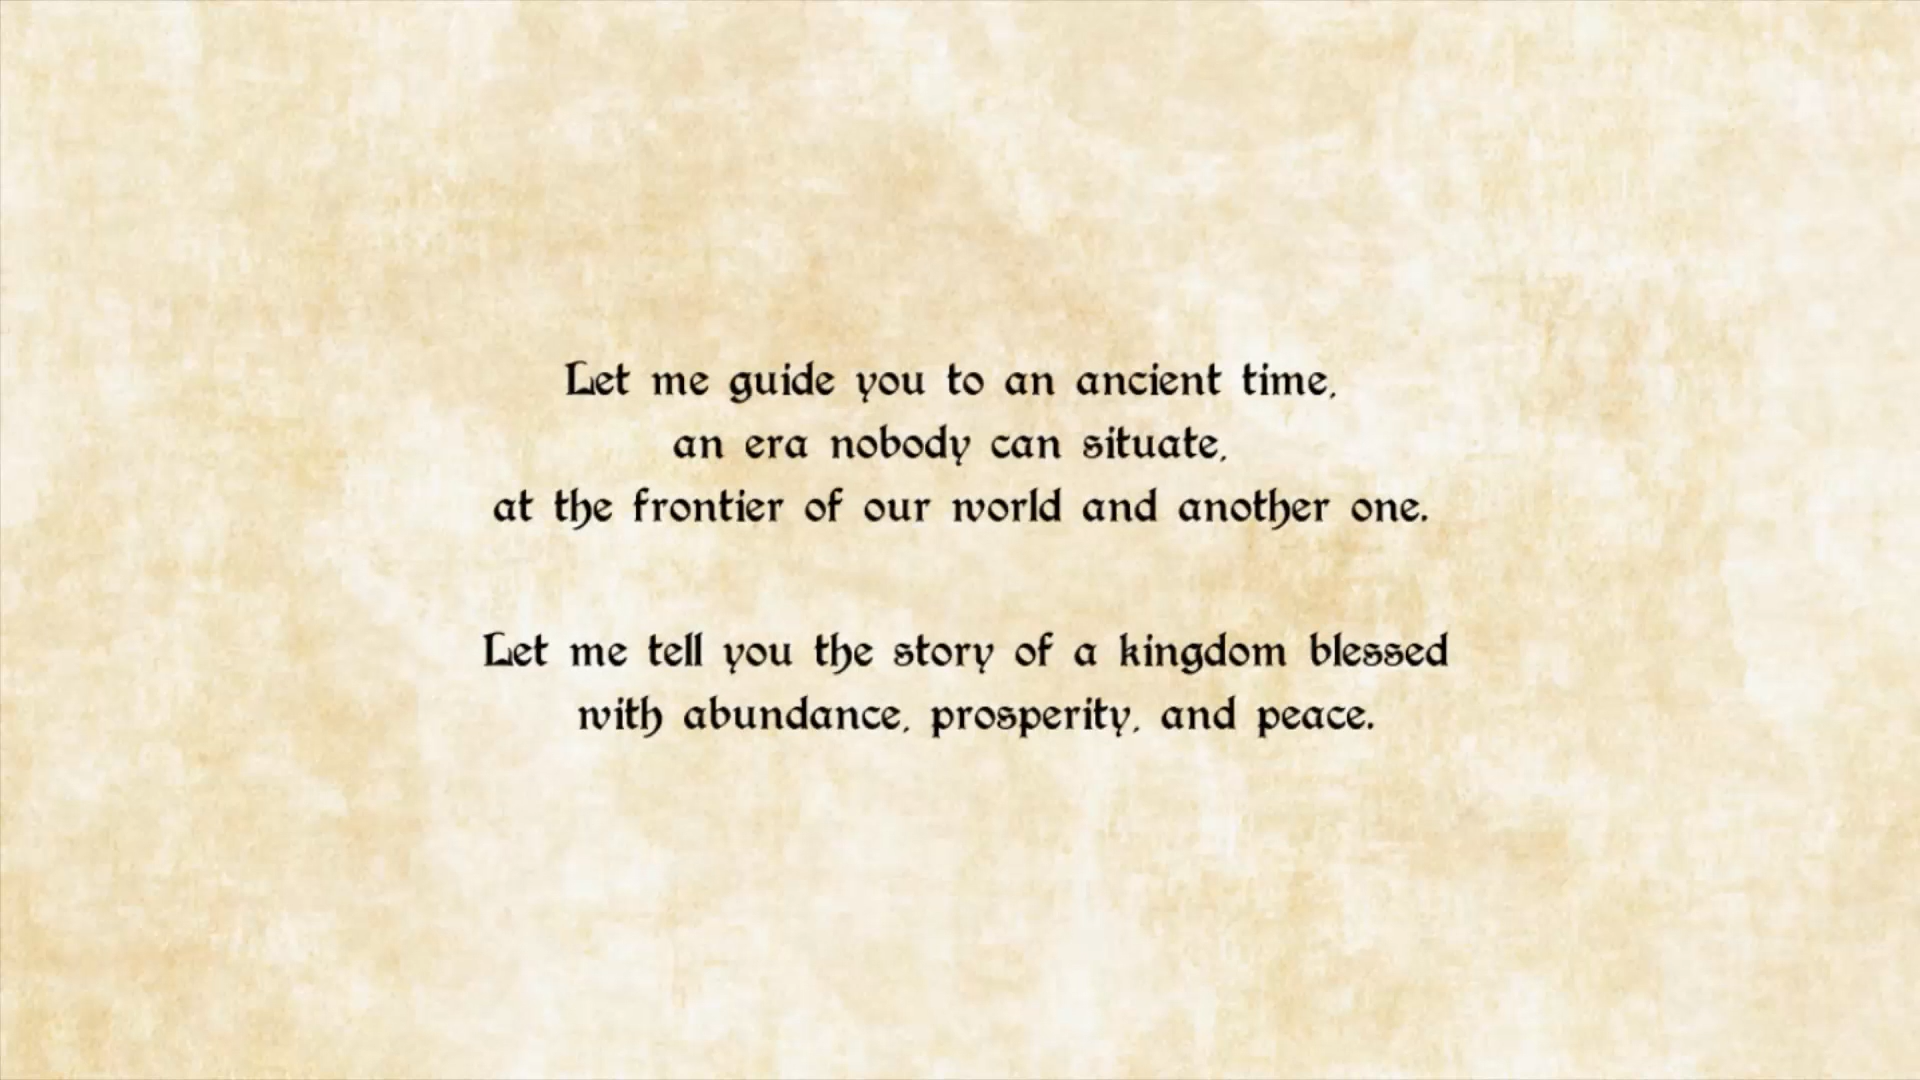 Let me guide you to an ancient time,
an era nobody can situate,
at the frontier of our world and another one.
Let me tell you the story of a kingdom blessed
with abundance, prosperity, and peace.